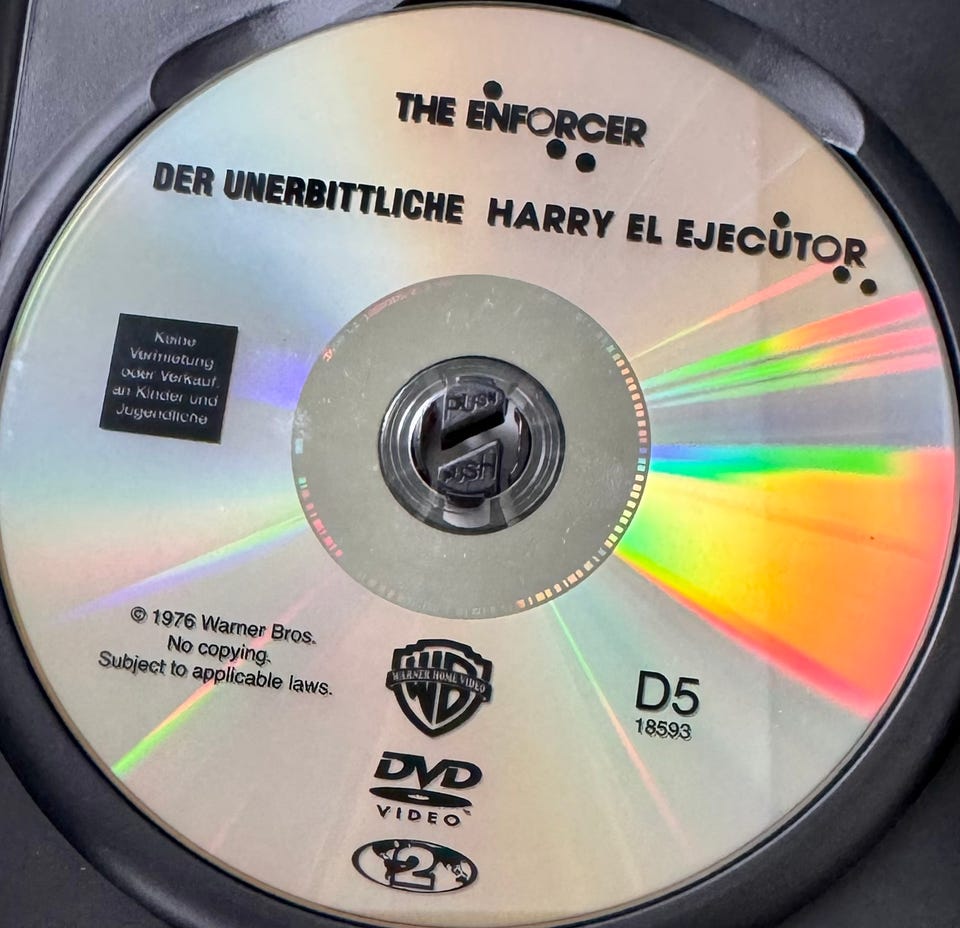 THE ENFORCER
DER UNERBITTLICHE HARRY EL EJECUTOR
Keine
Vermietung
oder Verkauf
an Kinder und
Jugendliche
PUSH
PUSH
© 1976 Warner Bros.
No copying.
Subject to applicable laws.
WB
WARNER HOME VIDEO
D5
18593
DVD
VIDEO
2